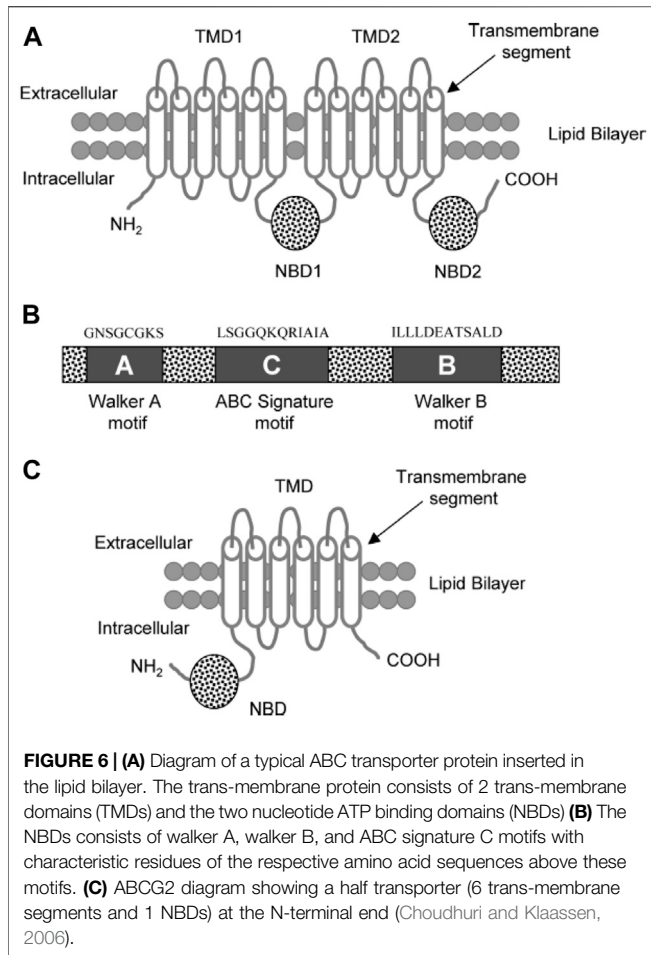 A
TMD1
TMD2
Transmembrane
segment
Extracellular
Lipid Bilayer
Intracellular
COOH
NH2
NBD1
NBD2
B
GNSGCGKS
LSGGQKQRIAIA
ILLLDEATSALD
A
C
B
Walker A
motif
ABC Signature
motif
Walker B
motif
C
TMD
Transmembrane
segment
Extracellular
Lipid Bilayer
Intracellular
NH2
COOH
NBD
FIGURE 6 | (A) Diagram of a typical ABC transporter protein inserted in
the lipid bilayer. The trans-membrane protein consists of 2 trans-membrane
domains (TMDs) and the two nucleotide ATP binding domains (NBDs) (B) The
NBDs consists of walker A, walker B, and ABC signature C motifs with
characteristic residues of the respective amino acid sequences above these
motifs. (C) ABCG2 diagram showing a half transporter (6 trans-membrane
segments and 1 NBDs) at the N-terminal end (Choudhuri and Klaassen,
2006).